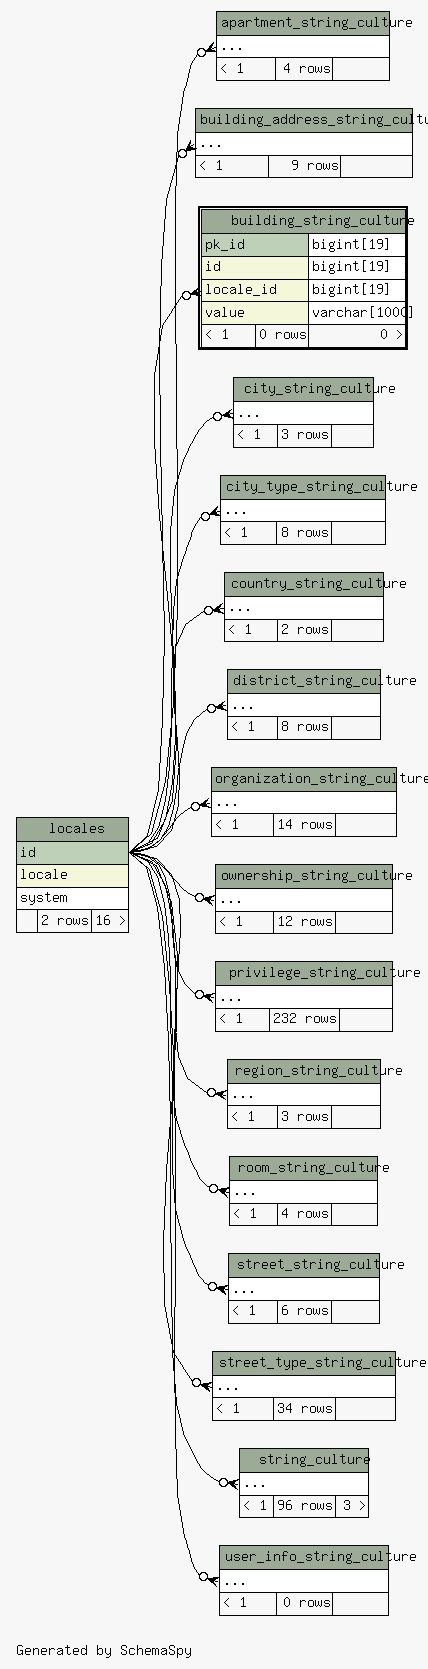 apartment_string_culture
...
< 1 4 rows
building_address_string_cultu
...
< 1 9 rows
building_string_culture
pk_id bigint[19]
id bigint[19]
locale_id bigint[19]
value varchar[1000]
< 1 0 rows 0 >
city_string_culture
...
< 1 3 rows
city_type_string_culture
...
< 1 8 rows
country_string_culture
...
< 1 2 rows
district_string_culture
...
< 1 8 rows
organization_string_culture
...
< 1 14 rows
locales
id
locale
system
2 rows 16 >
ownership_string_culture
...
< 1 12 rows
privilege_string_culture
...
< 1 232 rows
region_string_culture
...
< 1 3 rows
room_string_culture
...
< 1 4 rows
street_string_culture
...
< 1 6 rows
street_type_string_culture
...
< 1 34 rows
string_culture
...
< 1 96 rows 3 >
user_info_string_culture
...
< 1 0 rows
Generated by SchemaSpy